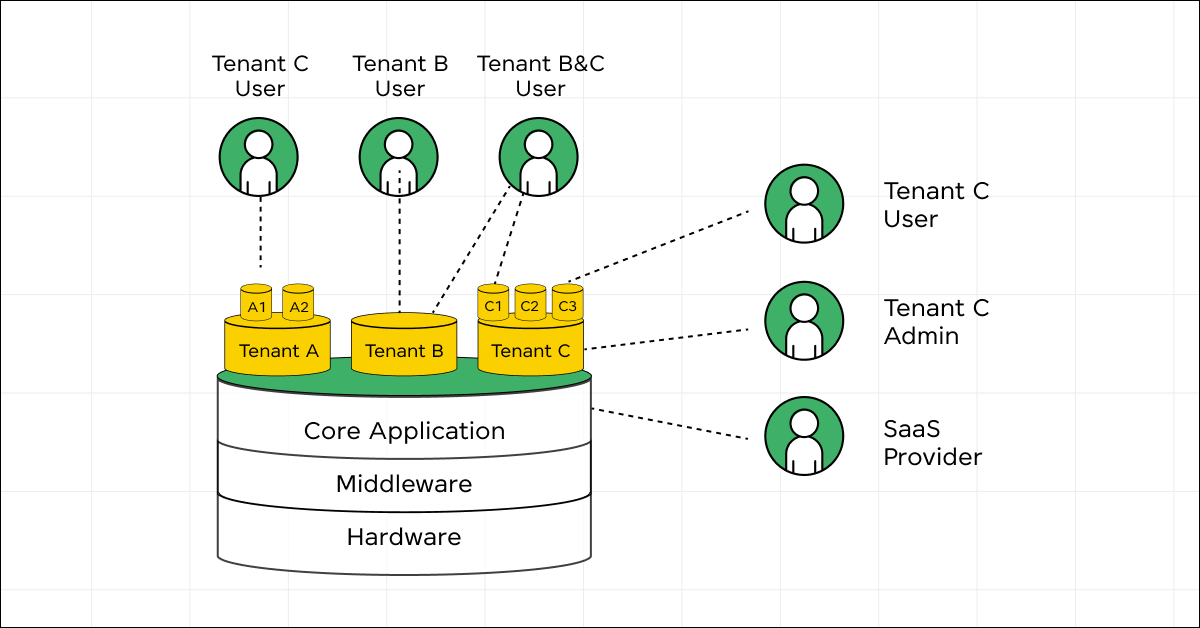 Tenant C
User
Tenant B
User
Tenant B&C
User
Tenant C
User
A1
A2
C1
C2
C3
Tenant C
Admin
Tenant A
Tenant B
Tenant C
Core Application
SaaS
Provider
Middleware
Hardware